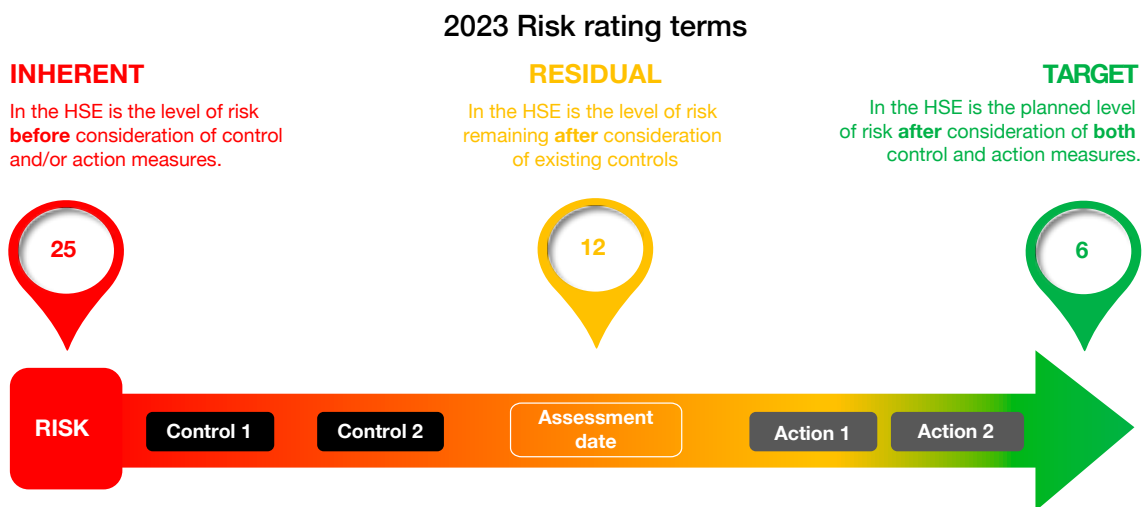 2023 Risk rating terms
INHERENT
In the HSE is the level of risk
before consideration of control
and/or action measures.
RESIDUAL
In the HSE is the level of risk
remaining after consideration
of existing controls
TARGET
In the HSE is the planned level
of risk after consideration of both
control and action measures.
25
12
6
RISK
Control 1
Control 2
Assessment
date
Action 1
Action 2